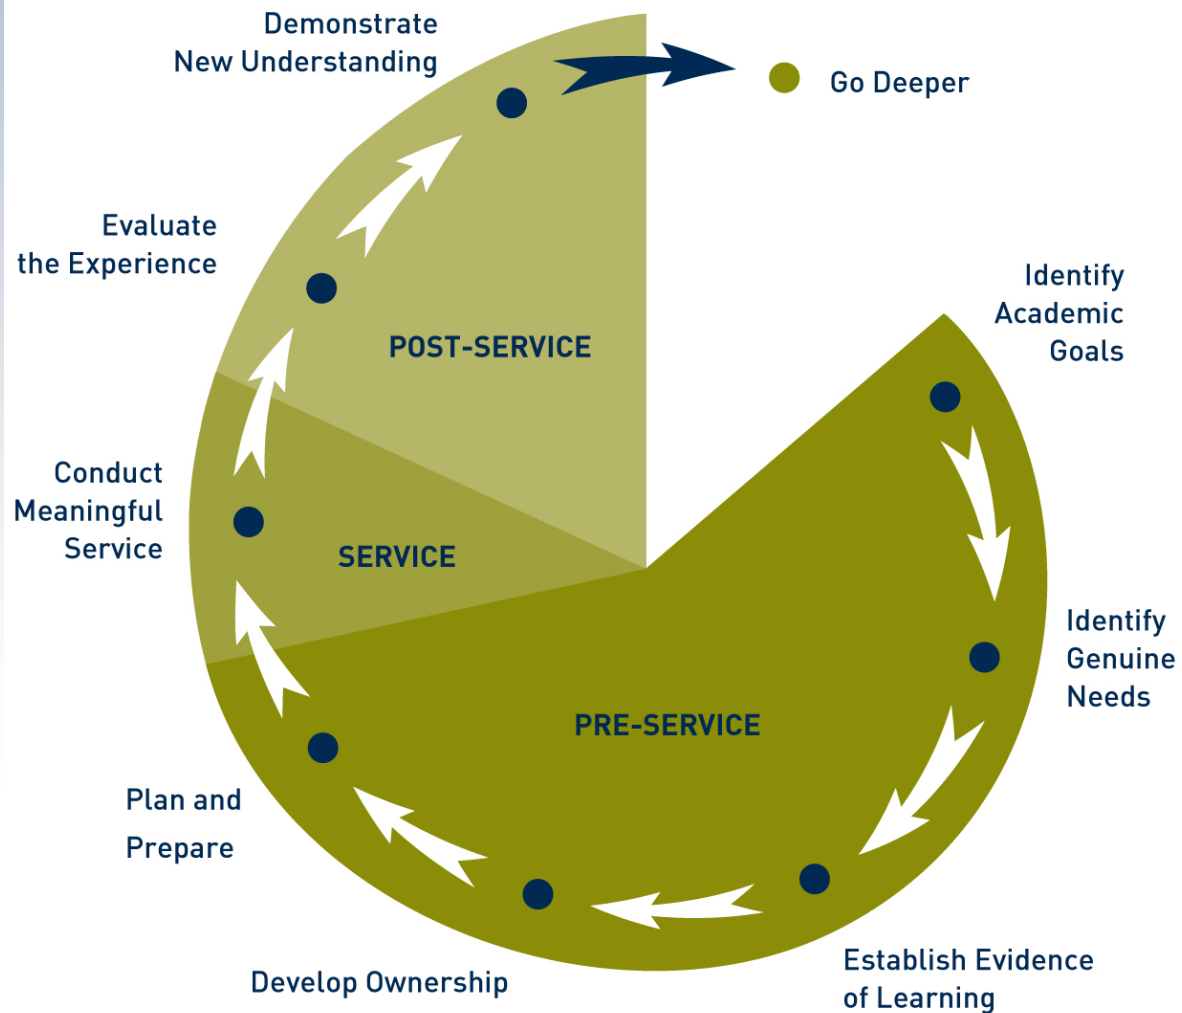 Demonstrate
New Understanding
Go Deeper
Evaluate
the Experience
Identify
Academic
Goals
POST-SERVICE
Conduct
Meaningful
Service
SERVICE
Identify
Genuine
Needs
PRE-SERVICE
Plan and
Prepare
Develop Ownership
Establish Evidence
of Learning